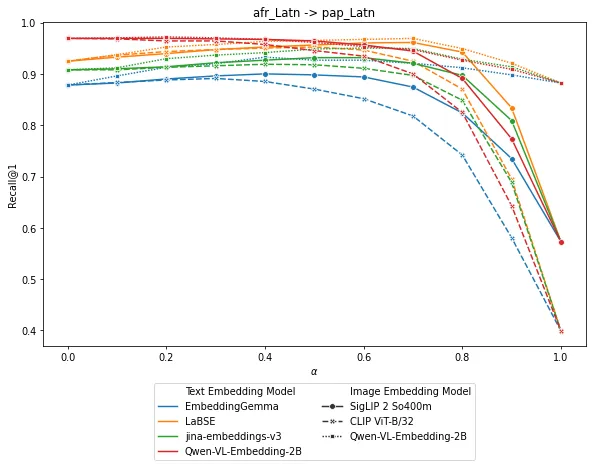 afr_Latn -> pap_Latn
Recall@1
1.0
0.9
0.8
0.7
0.6
0.5
0.4
0.0 0.2 0.4 0.6 0.8 1.0
α
Text Embedding Model Image Embedding Model
EmbeddingGemma SigLIP 2 So400m
LaBSE CLIP ViT-B/32
jina-embeddings-v3 Qwen-VL-Embedding-2B
Qwen-VL-Embedding-2B